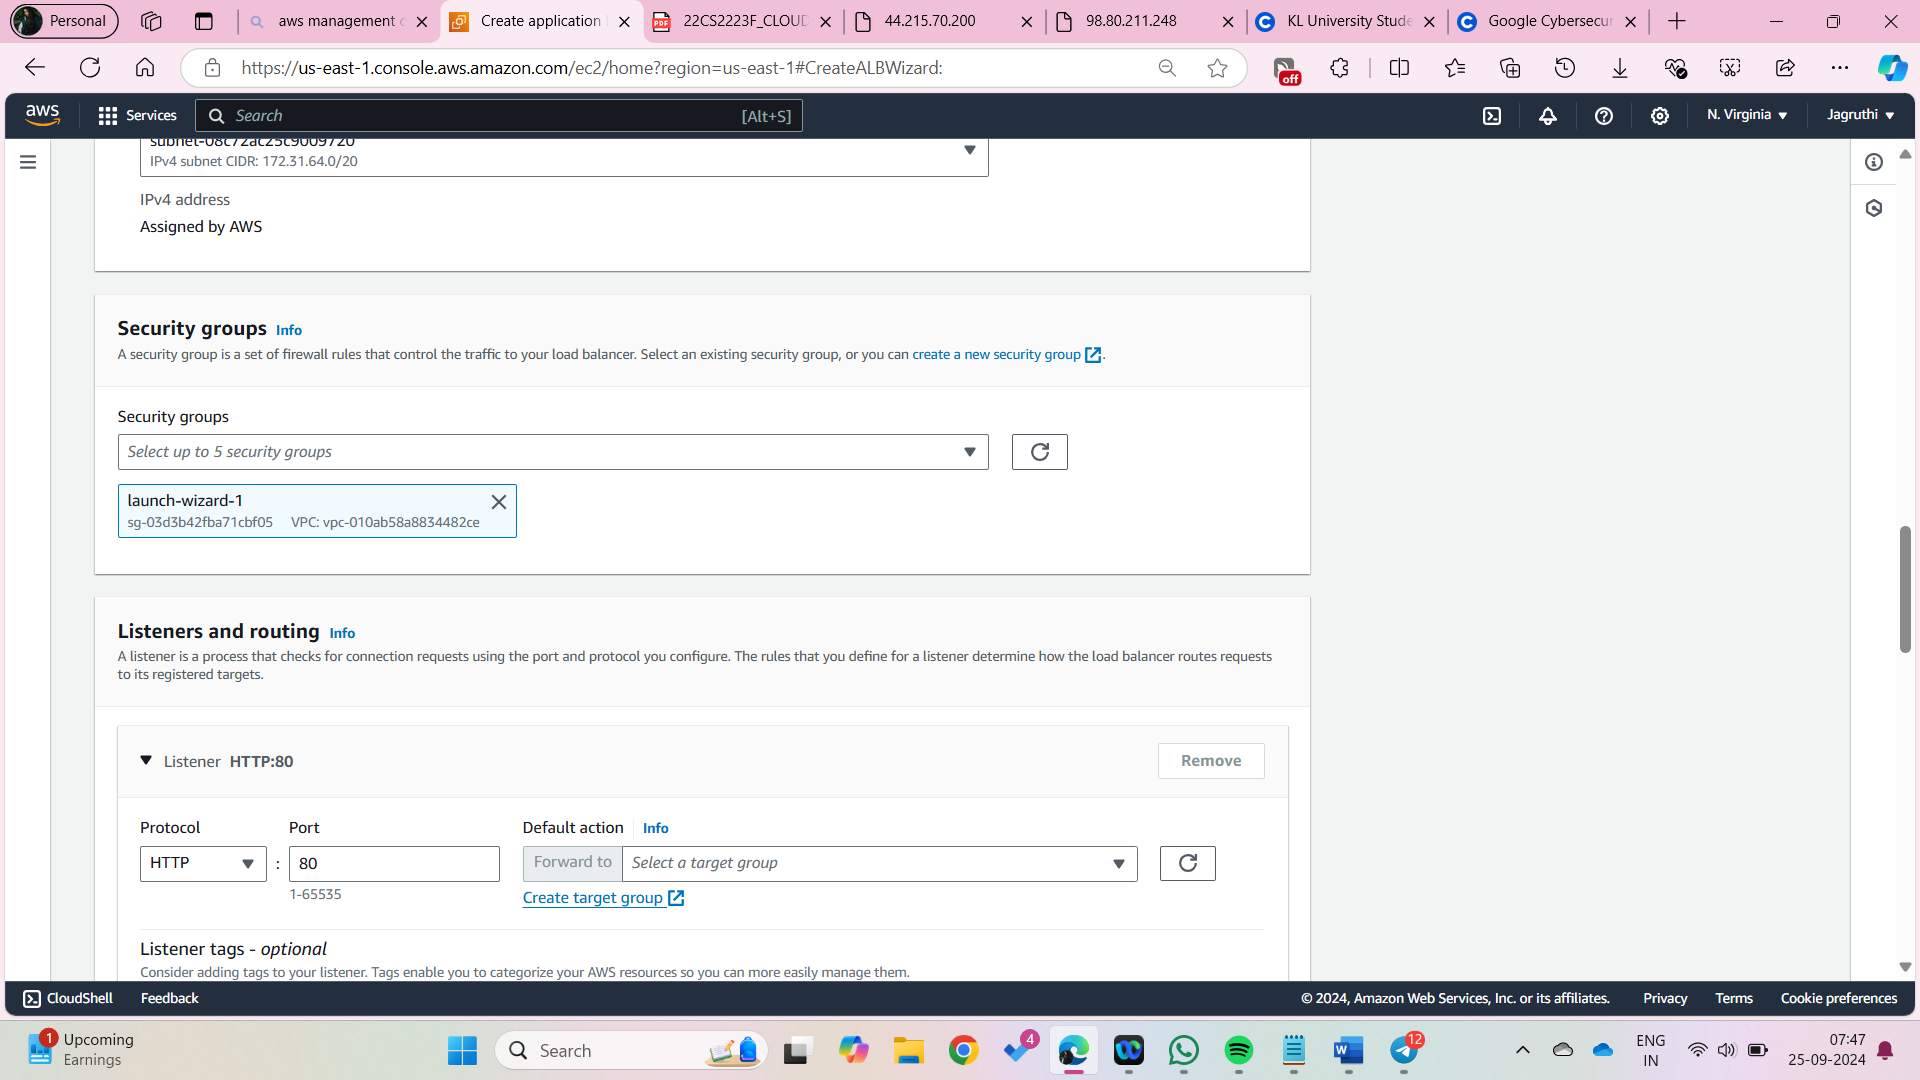 Personal
aws management c
Create application l
22CS2223F_CLOUD
44.215.70.200
98.80.211.248
KL University Stude
Google Cybersecur
https://us-east-1.console.aws.amazon.com/ec2/home?region=us-east-1#CreateALBWizard:
off
aws
Services
Search
[Alt+S]
N. Virginia
Jagruthi
subnet-08c72ac25c9009720
IPv4 subnet CIDR: 172.31.64.0/20
IPv4 address
Assigned by AWS
Security groups Info
A security group is a set of firewall rules that control the traffic to your load balancer. Select an existing security group, or you can create a new security group.
Security groups
Select up to 5 security groups
launch-wizard-1
sg-03d3b42fba71cbf05 VPC: vpc-010ab58a8834482ce
Listeners and routing Info
A listener is a process that checks for connection requests using the port and protocol you configure. The rules that you define for a listener determine how the load balancer routes requests
to its registered targets.
Listener HTTP:80
Remove
Protocol Port Default action Info
HTTP : 80 Forward to Select a target group
1-65535 Create target group
Listener tags - optional
Consider adding tags to your listener. Tags enable you to categorize your AWS resources so you can more easily manage them.
CloudShell Feedback © 2024, Amazon Web Services, Inc. or its affiliates. Privacy Terms Cookie preferences
1
Upcoming
Earnings
Search
4
12
ENG
IN
07:47
25-09-2024